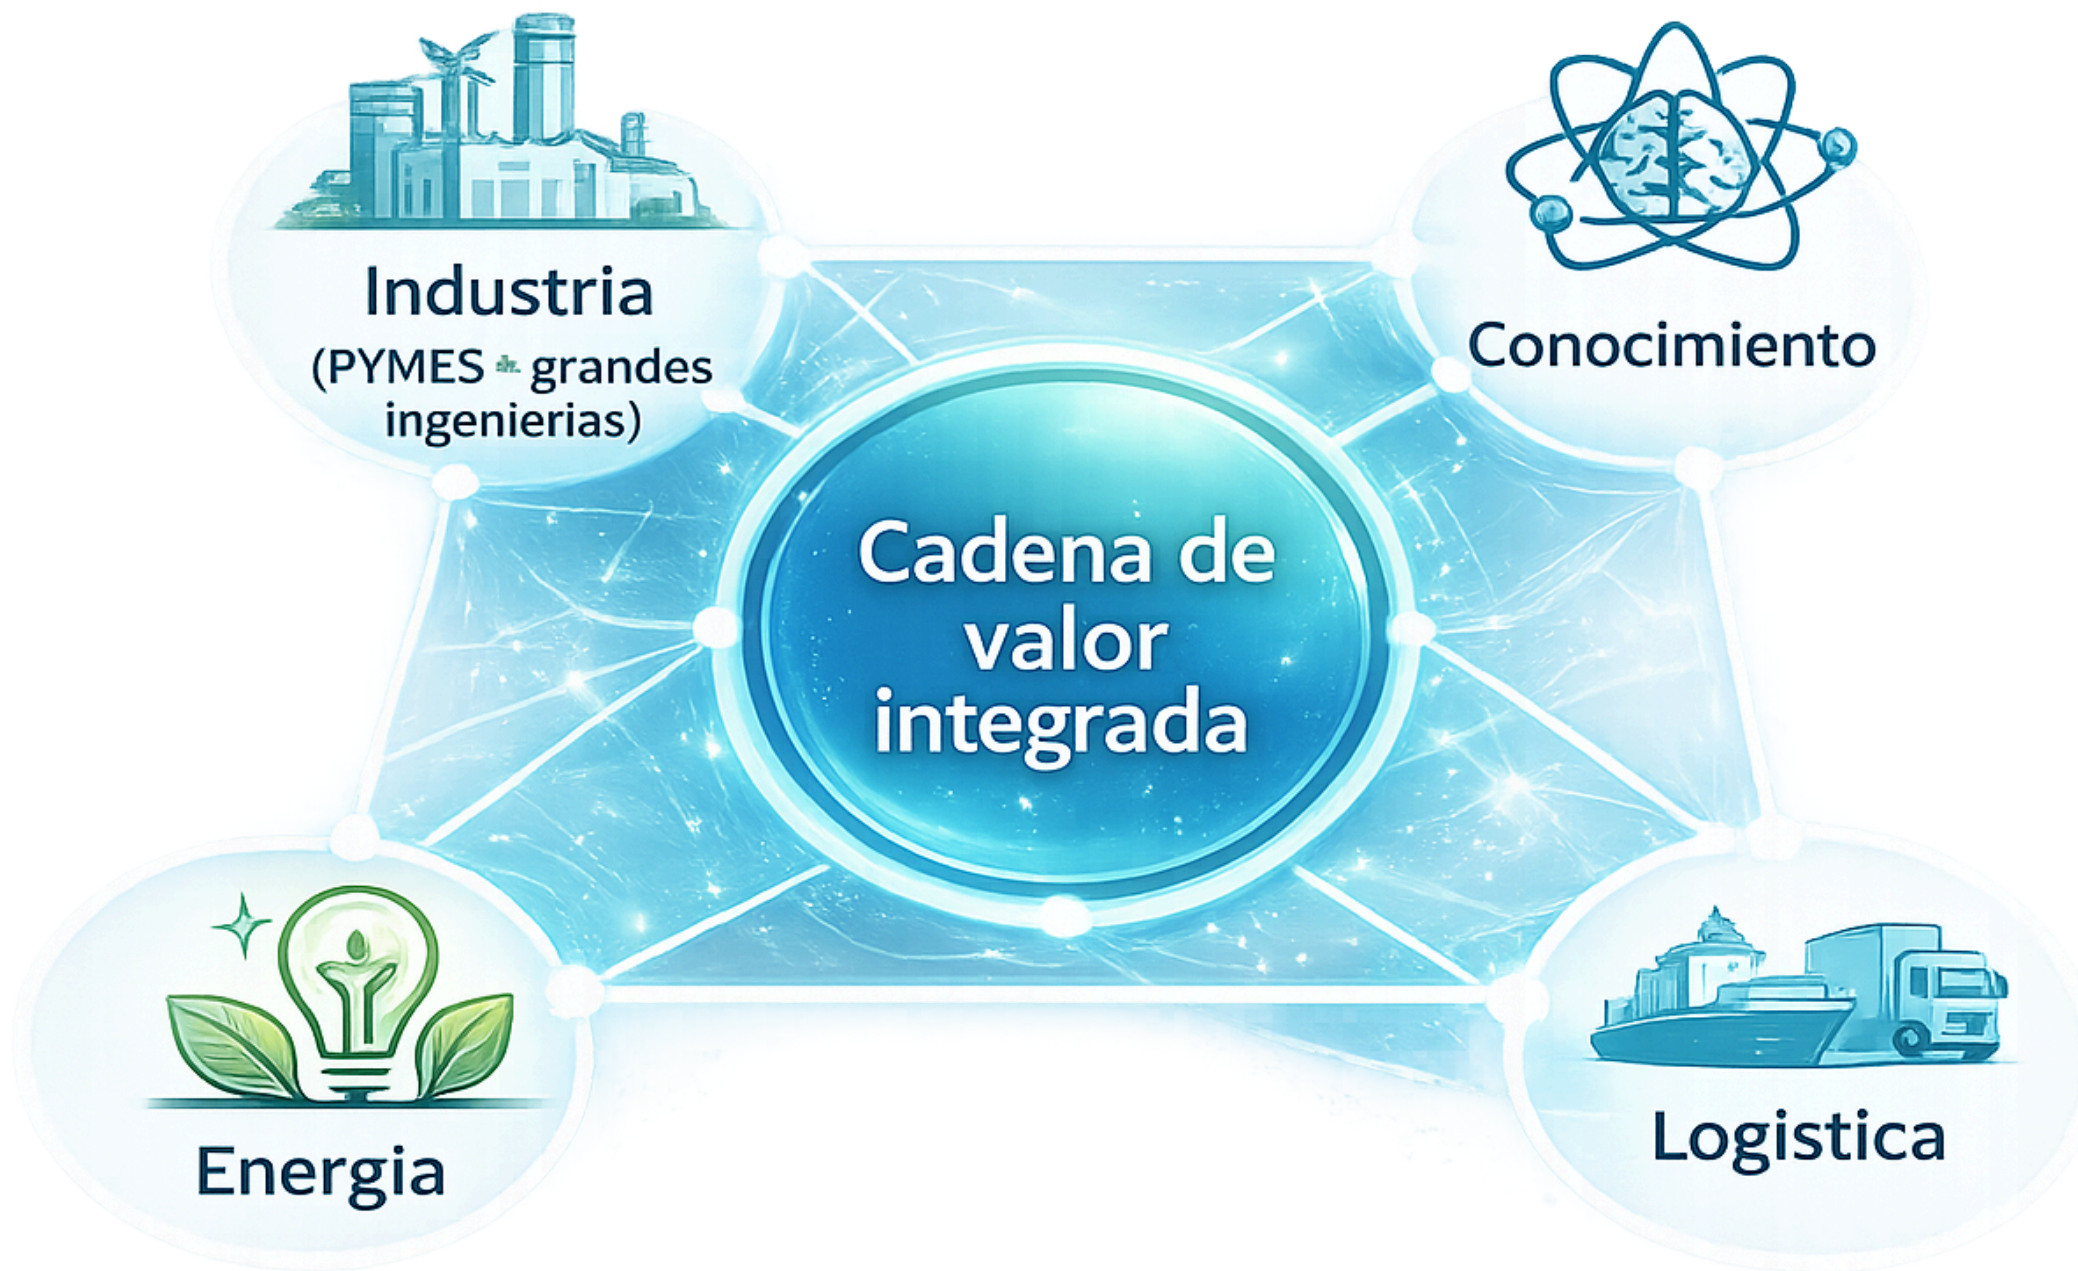 Industria
(PYMES + grandes
ingenierias)
Conocimiento
Cadena de
valor
integrada
Energia
Logistica